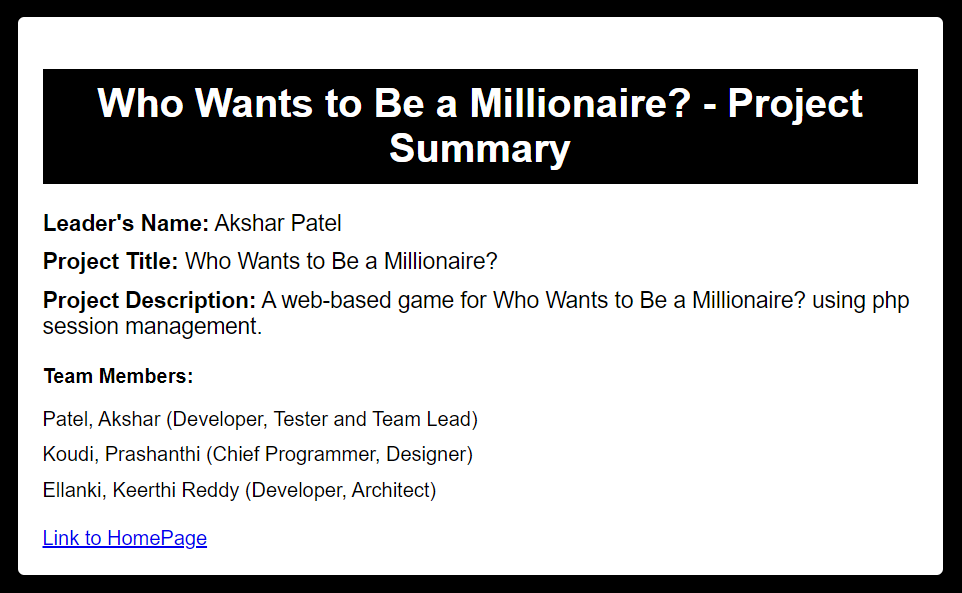 Who Wants to Be a Millionaire? - Project
Summary
Leader's Name: Akshar Patel
Project Title: Who Wants to Be a Millionaire?
Project Description: A web-based game for Who Wants to Be a Millionaire? using php
session management.
Team Members:
Patel, Akshar (Developer, Tester and Team Lead)
Koudi, Prashanthi (Chief Programmer, Designer)
Ellanki, Keerthi Reddy (Developer, Architect)
Link to HomePage